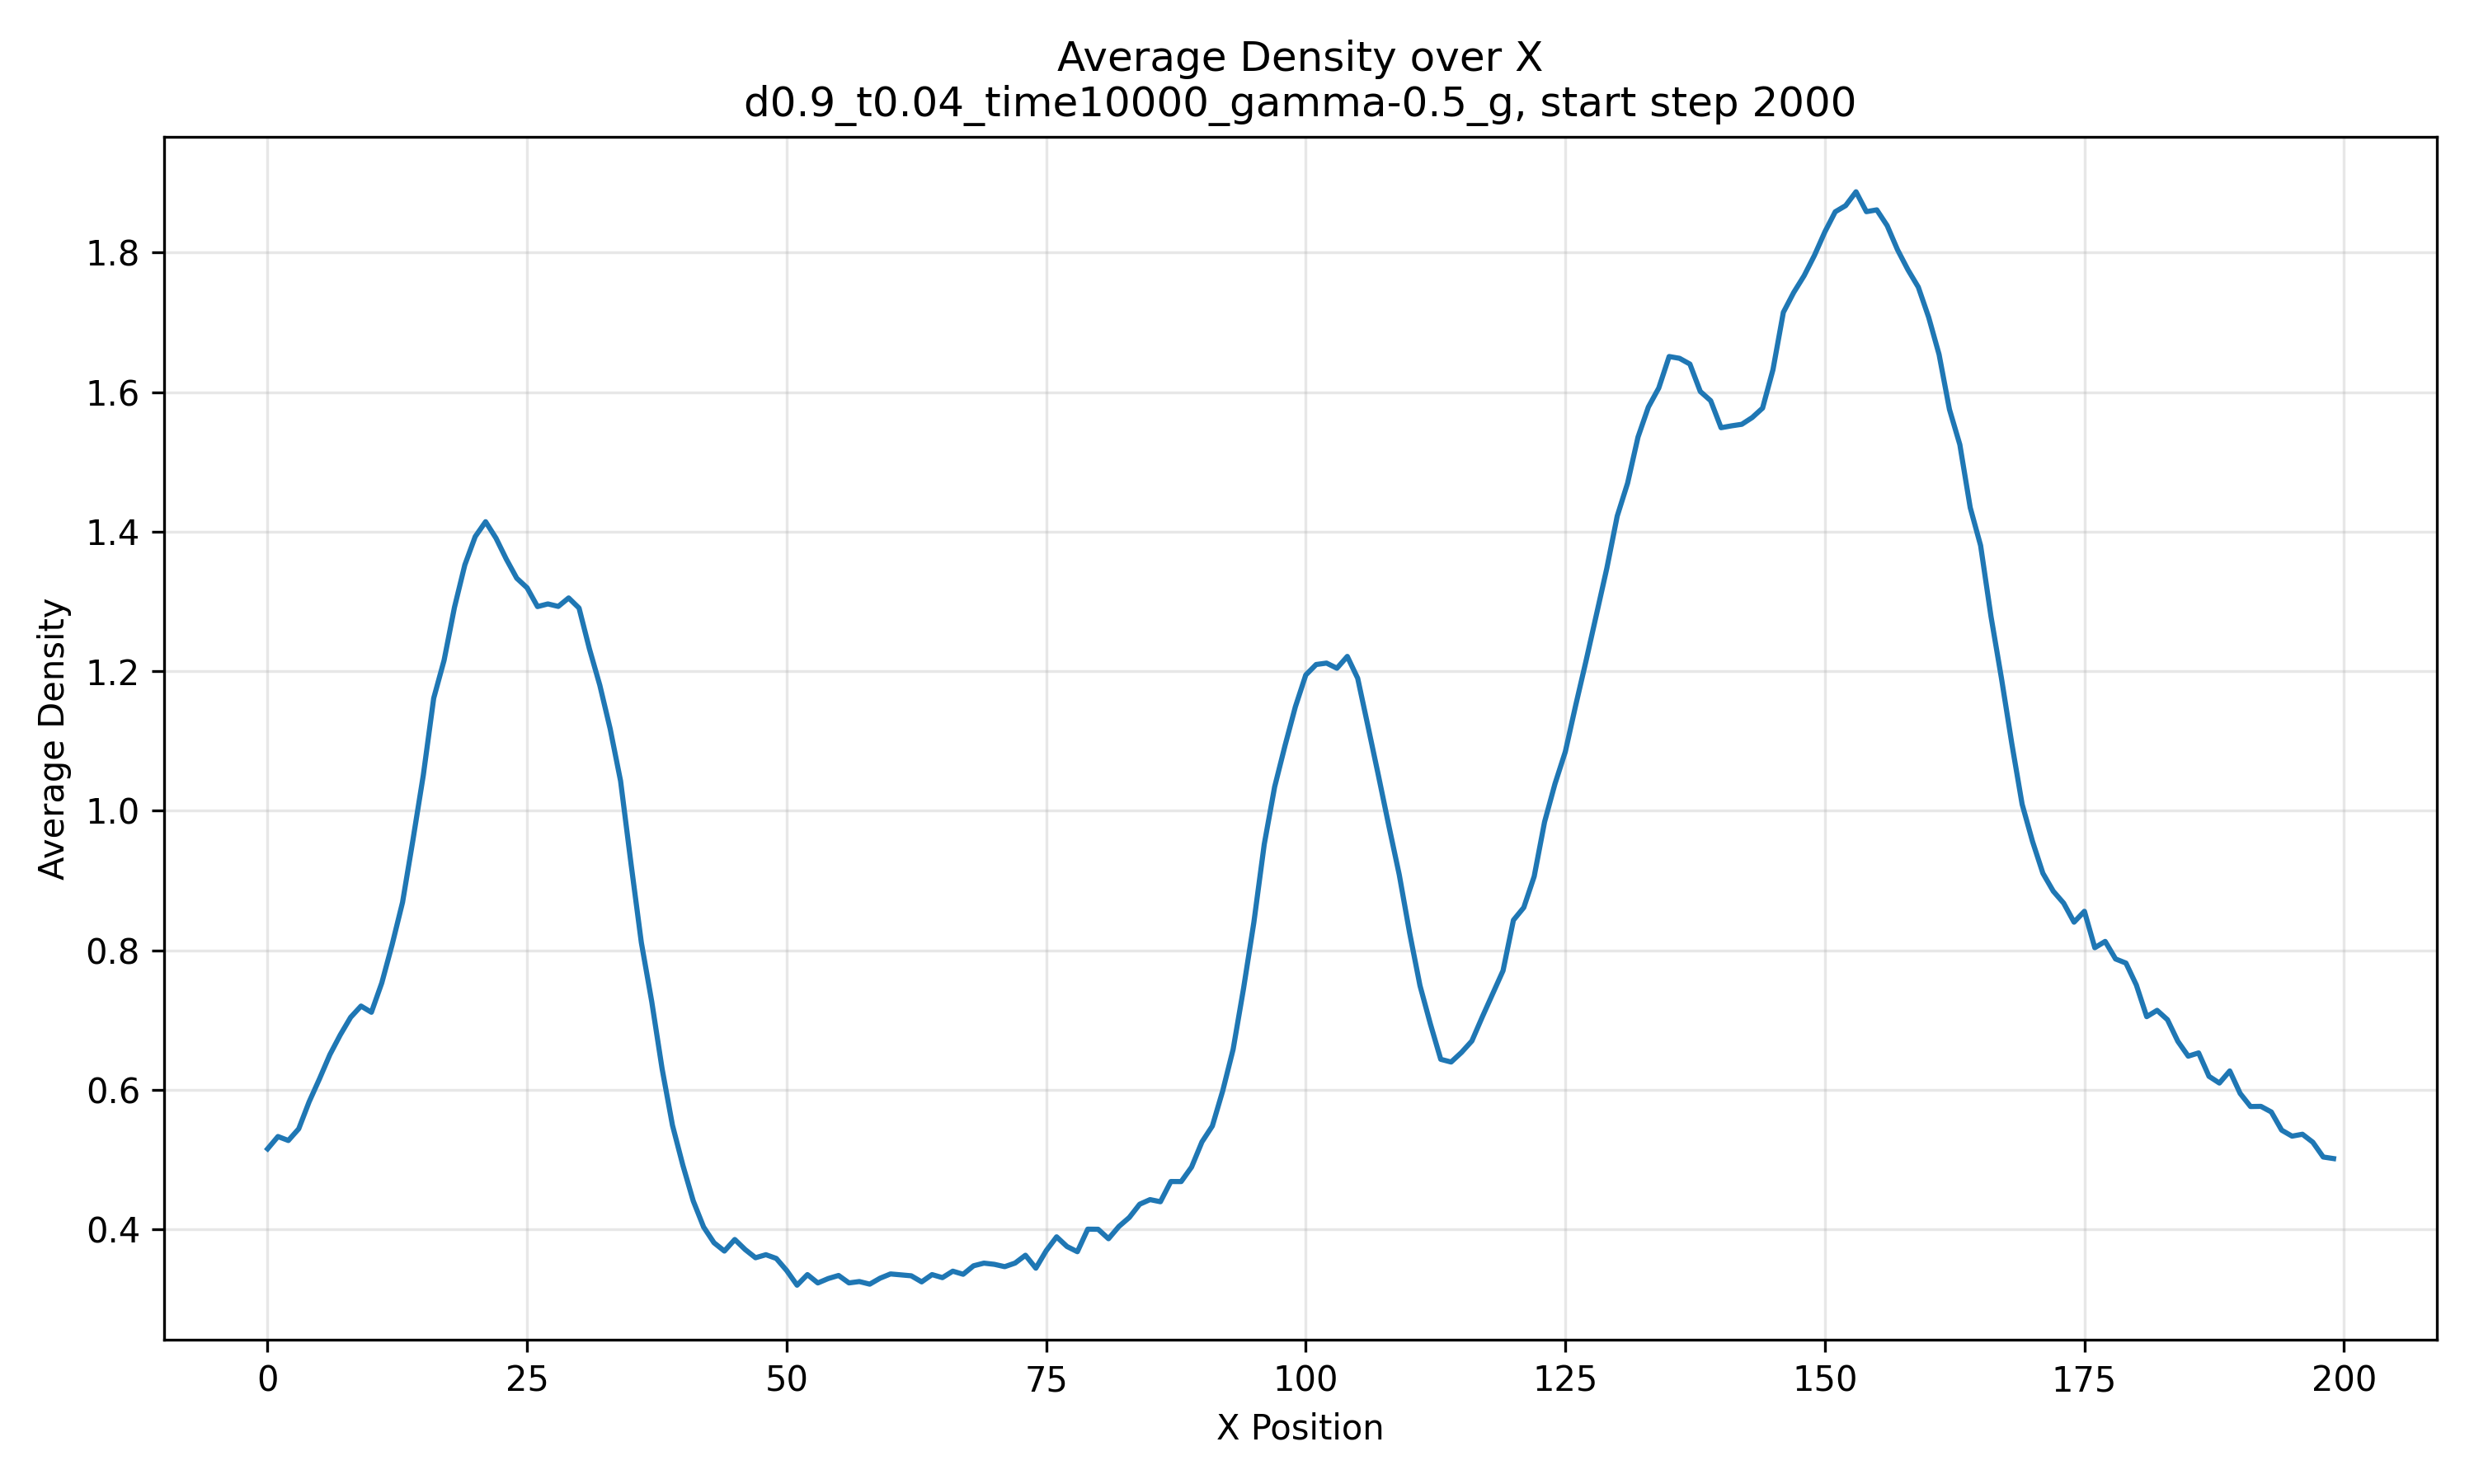 Average Density over X
d0.9_t0.04_time10000_gamma-0.5_g, start step 2000
Average Density
1.8
1.6
1.4
1.2
1.0
0.8
0.6
0.4
0 25 50 75 100 125 150 175 200
X Position